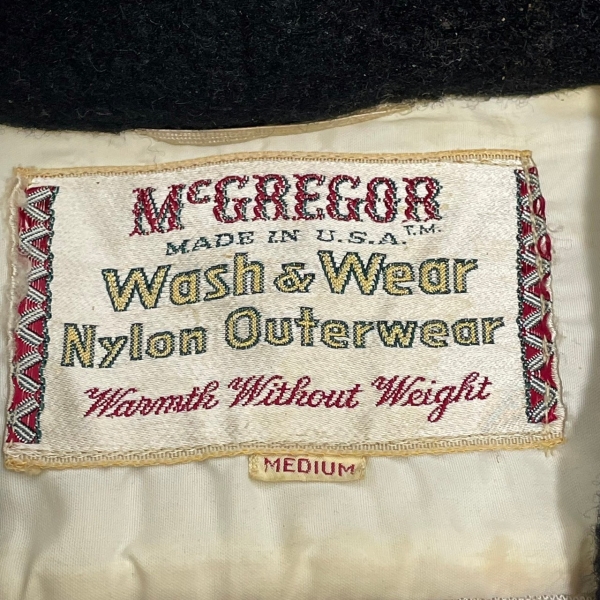 McGREGOR
T.M.
MADE IN U.S.A.
Wash & Wear
Nylon Outerwear
Warmth Without Weight
MEDIUM